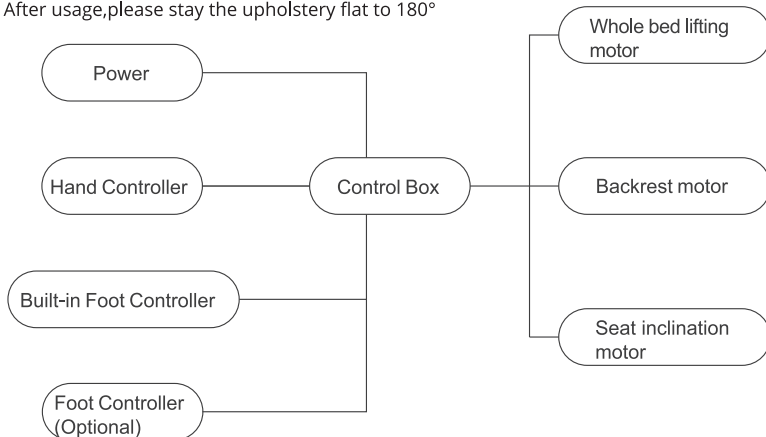 After usage,please stay the upholstery flat to 180°
Power
Hand Controller
Built-in Foot Controller
Foot Controller
(Optional)
Control Box
Whole bed lifting
motor
Backrest motor
Seat inclination
motor